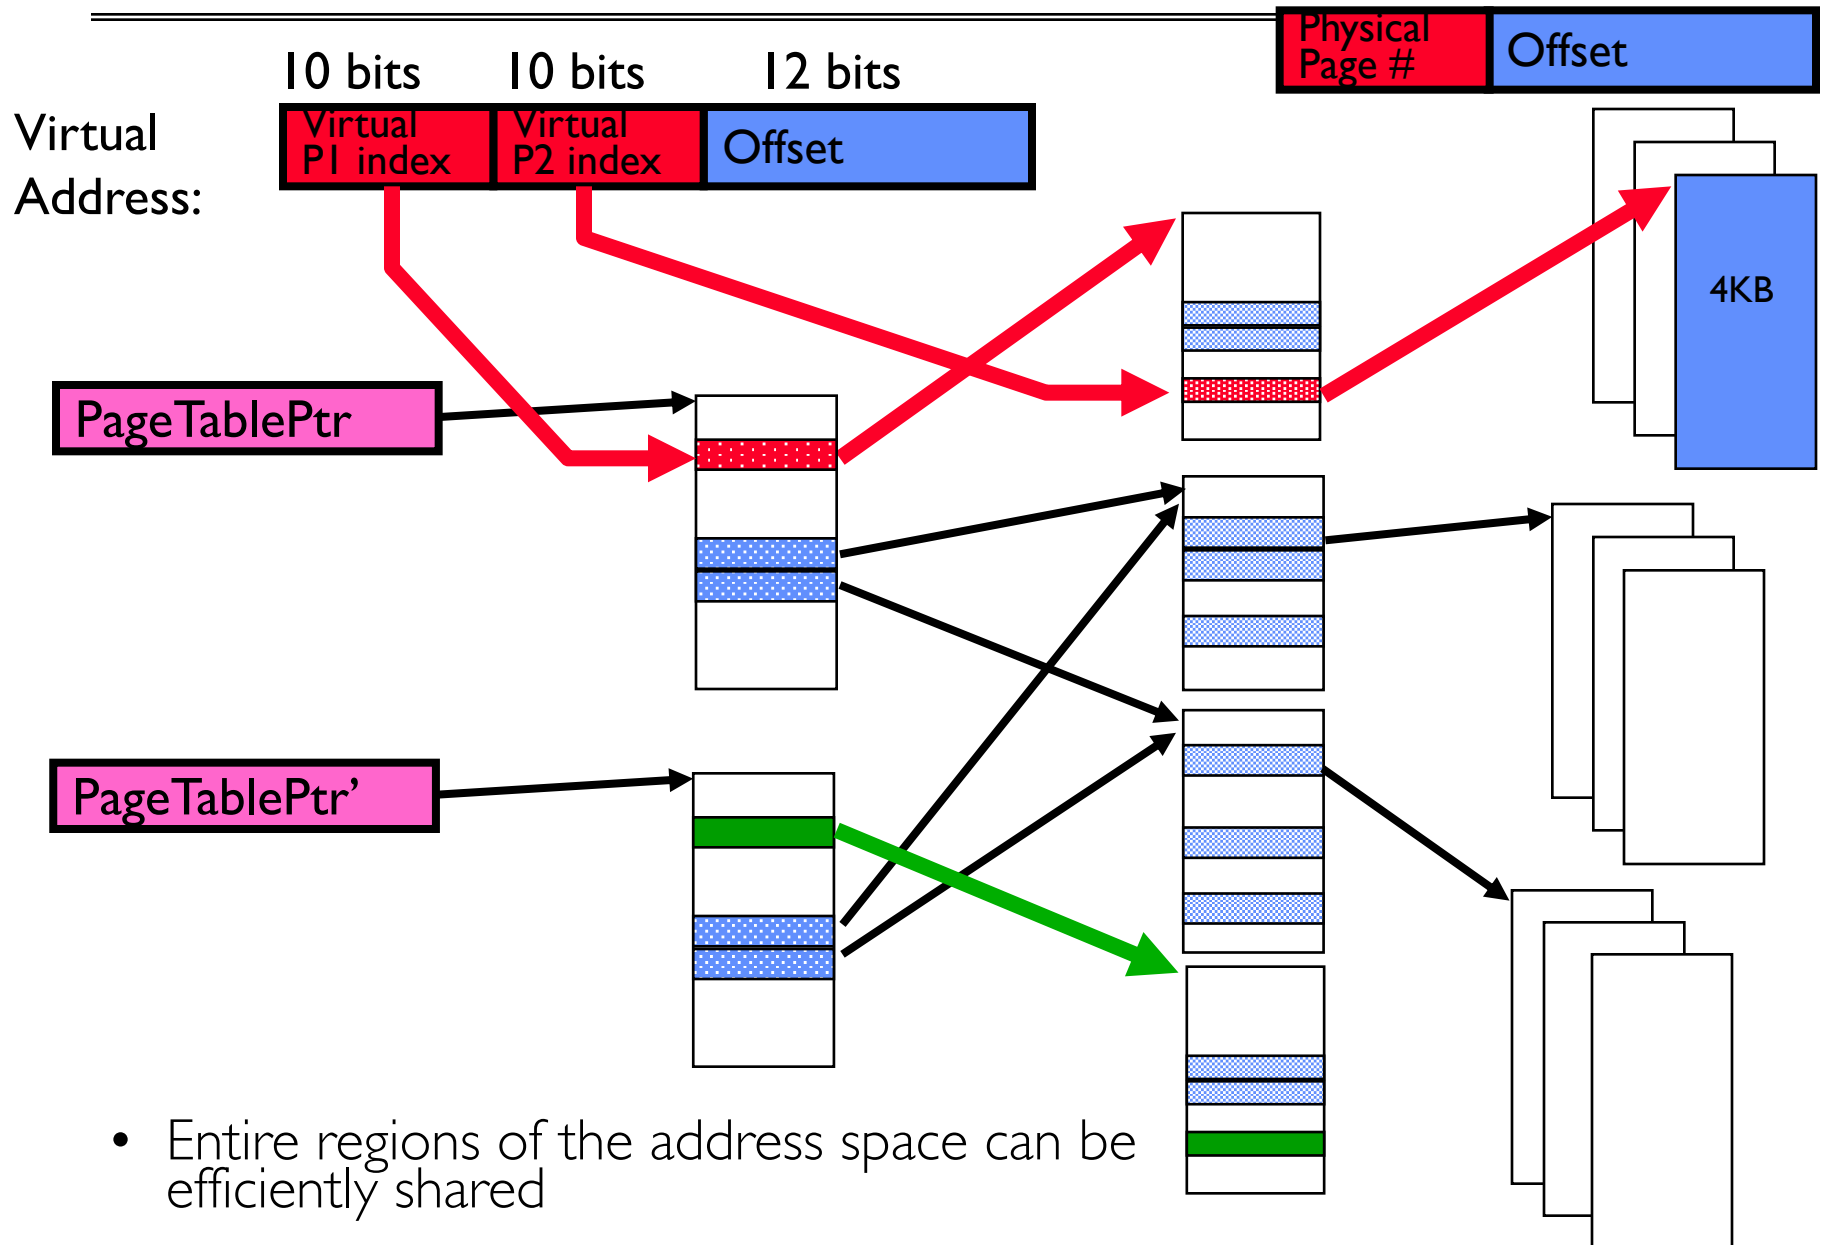 Physical
Page #
Offset
10 bits
10 bits
12 bits
Virtual
Address:
Virtual
P1 index
Virtual
P2 index
Offset
4KB
PageTablePtr
PageTablePtr’
• Entire regions of the address space can be
efficiently shared